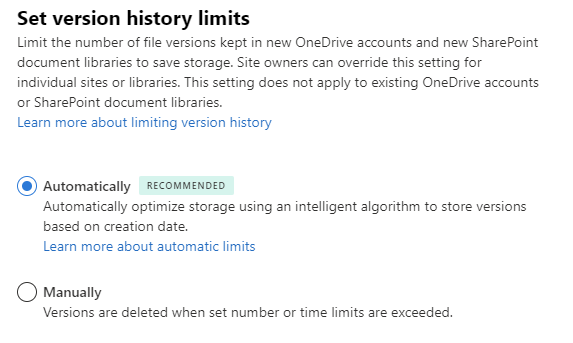 Set version history limits
Limit the number of file versions kept in new OneDrive accounts and new SharePoint
document libraries to save storage. Site owners can override this setting for
individual sites or libraries. This setting does not apply to existing OneDrive accounts
or SharePoint document libraries.
Learn more about limiting version history
Automatically RECOMMENDED
Automatically optimize storage using an intelligent algorithm to store versions
based on creation date.
Learn more about automatic limits
Manually
Versions are deleted when set number or time limits are exceeded.